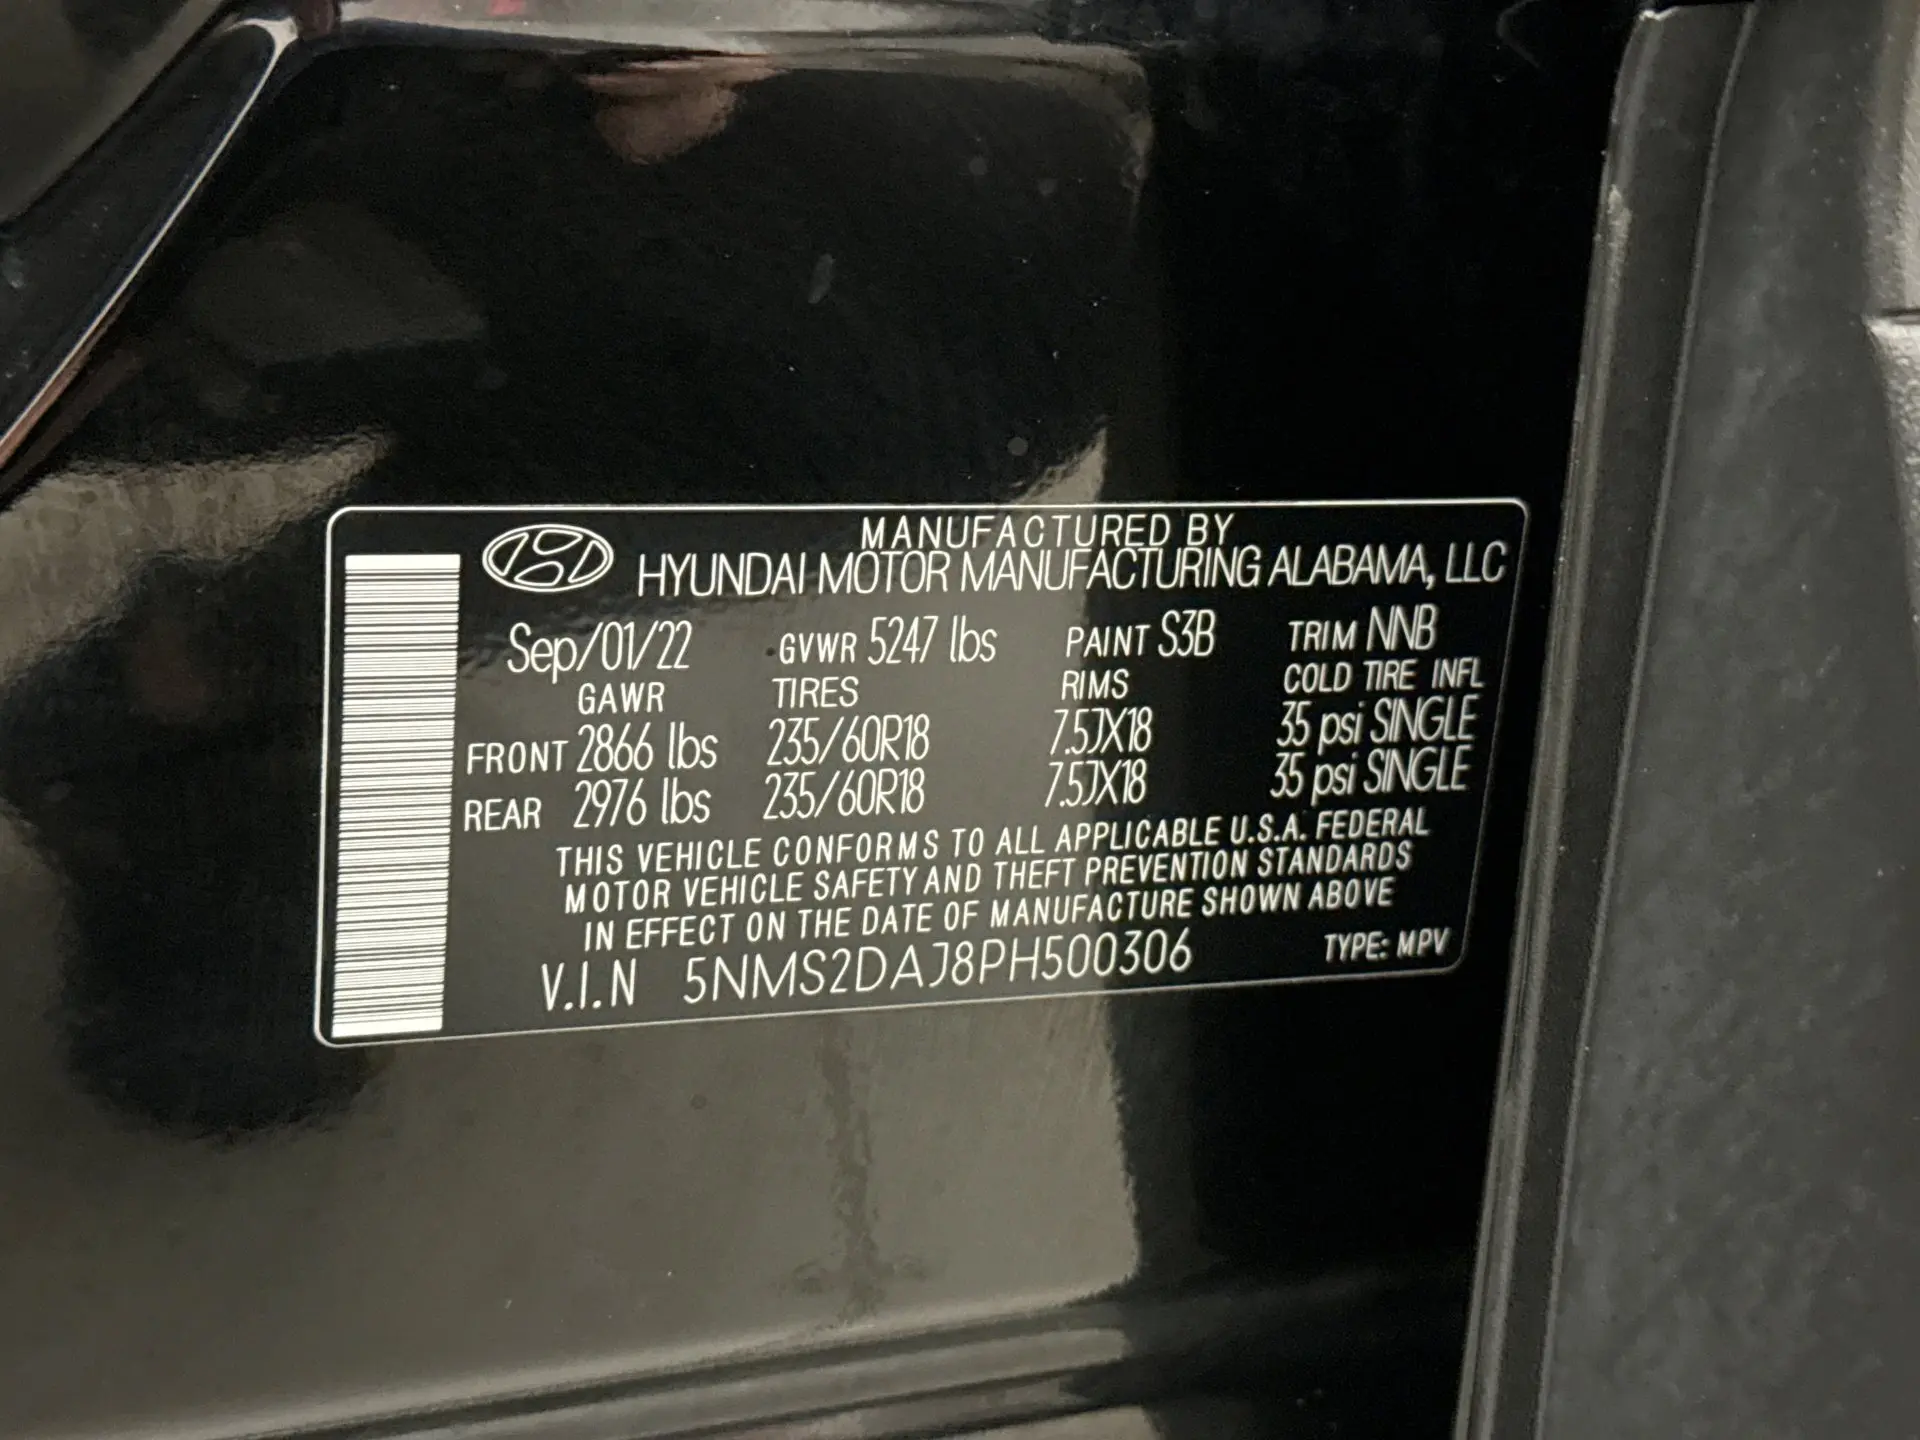 MANUFACTURED BY
HYUNDAI MOTOR MANUFACTURING ALABAMA, LLC
Sep/01/22 GVWR 5247 lbs PAINT S3B TRIM NNB
GAWR TIRES RIMS COLD TIRE INFL
FRONT 2866 lbs 235/60R18 7.5JX18 35 psi SINGLE
REAR 2976 lbs 235/60R18 7.5JX18 35 psi SINGLE
THIS VEHICLE CONFORMS TO ALL APPLICABLE U.S.A. FEDERAL
MOTOR VEHICLE SAFETY AND THEFT PREVENTION STANDARDS
IN EFFECT ON THE DATE OF MANUFACTURE SHOWN ABOVE
V.I.N 5NMS2DAJ8PH500306 TYPE: MPV